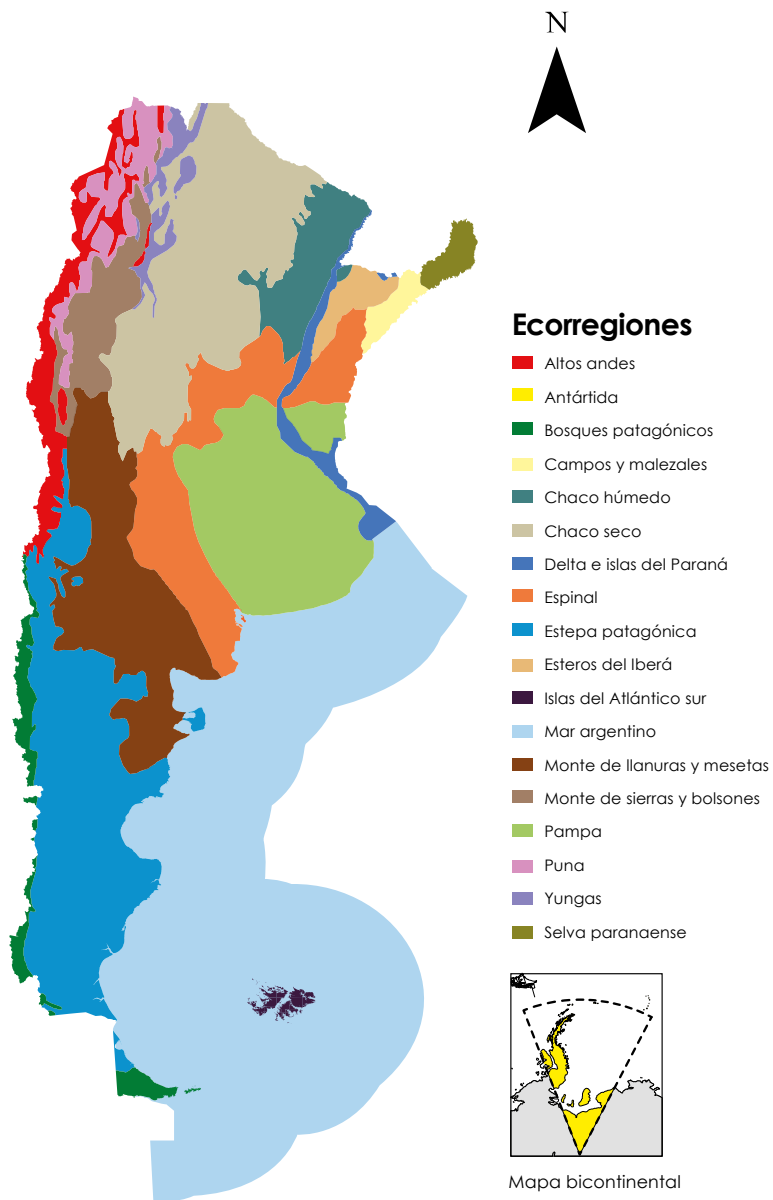 N
Ecorregiones
Altos andes
Antártida
Bosques patagónicos
Campos y malezales
Chaco húmedo
Chaco seco
Delta e islas del Paraná
Espinal
Estepa patagónica
Esteros del Iberá
Islas del Atlántico sur
Mar argentino
Monte de llanuras y mesetas
Monte de sierras y bolsones
Pampa
Puna
Yungas
Selva paranaense
Mapa bicontinental